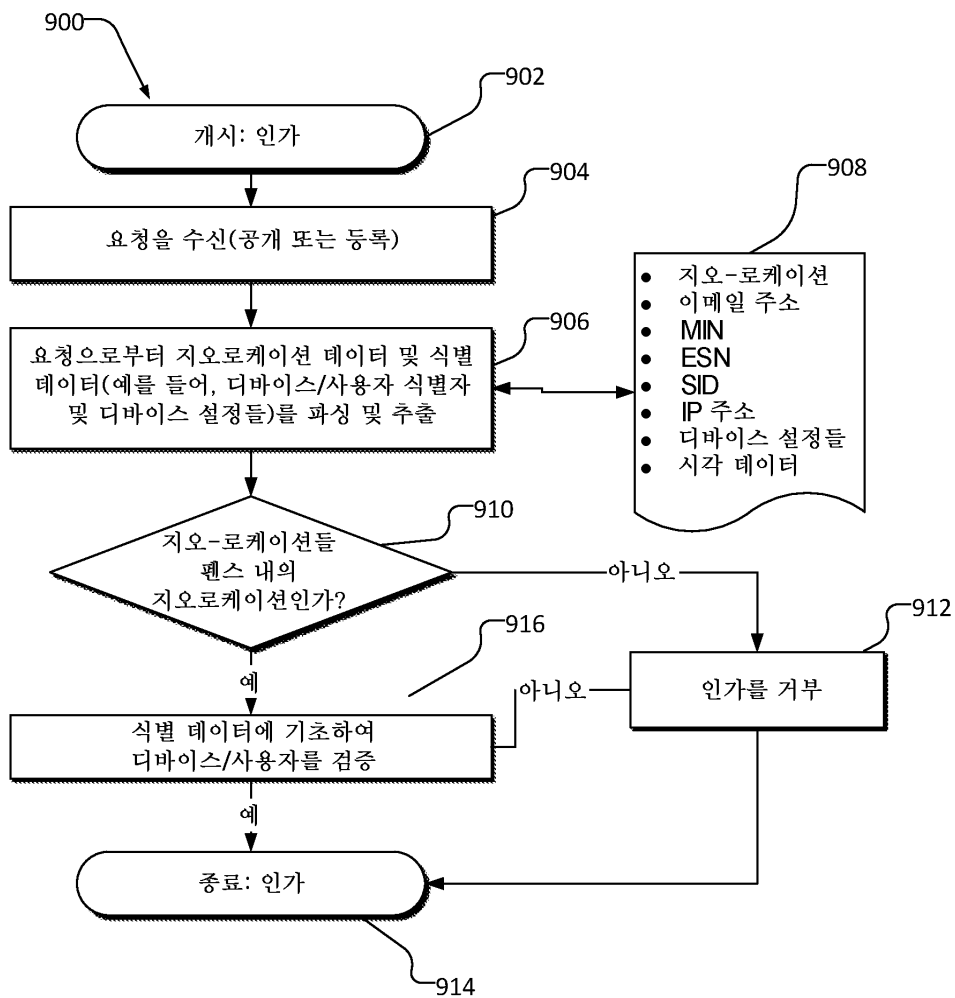 900
902
개시: 인가
904
요청을 수신(공개 또는 등록)
906
요청으로부터 지오로케이션 데이터 및 식별
데이터(예를 들어, 디바이스/사용자 식별자
및 디바이스 설정들)를 파싱 및 추출
908
• 지오-로케이션
• 이메일 주소
• MIN
• ESN
• SID
• IP 주소
• 디바이스 설정들
• 시각 데이터
910
지오-로케이션들
펜스 내의
지오로케이션인가?
아니오
912
인가를 거부
예
916
아니오
식별 데이터에 기초하여
디바이스/사용자를 검증
예
종료: 인가
914